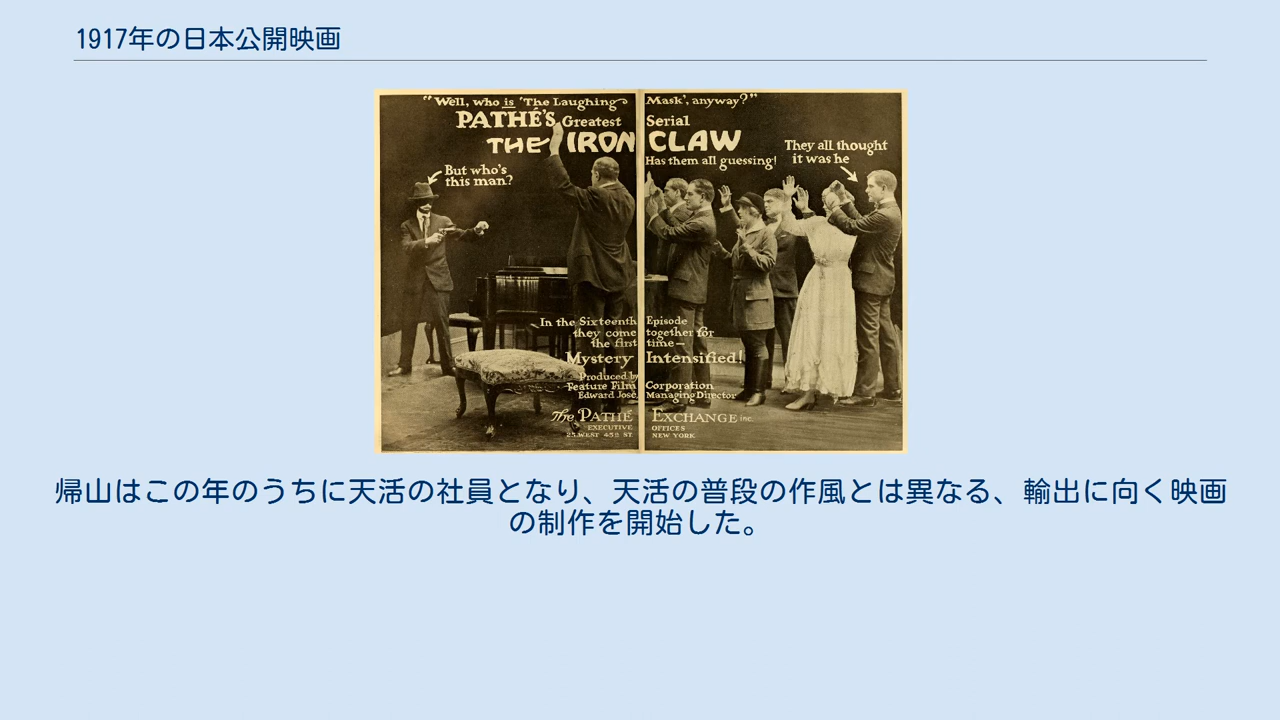 1917年の日本公開映画
"Well, who is 'The Laughing Mask', anyway?"
PATHÉ'S Greatest Serial
THE IRON CLAW
Has them all guessing!
They all thought
it was he
But who's
this man?
In the Sixteenth Episode
they come together for
the first time—
Mystery Intensified!
Produced by
Feature Film Corporation
Edward José, Managing Director
The PATHÉ EXCHANGE inc.
EXECUTIVE OFFICES
25 WEST 45th ST. NEW YORK
帰山はこの年のうちに天活の社員となり、天活の普段の作風とは異なる、輸出に向く映画
の制作を開始した。